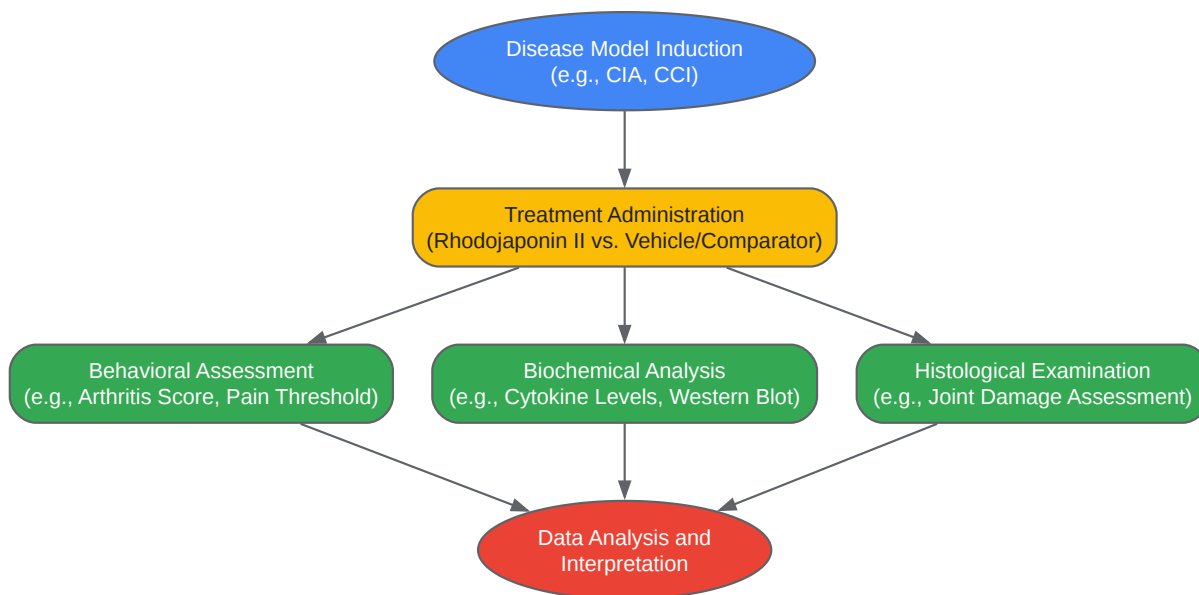 Disease Model Induction
(e.g., CIA, CCI)
Treatment Administration
(Rhodojaponin II vs. Vehicle/Comparator)
Behavioral Assessment
(e.g., Arthritis Score, Pain Threshold)
Biochemical Analysis
(e.g., Cytokine Levels, Western Blot)
Histological Examination
(e.g., Joint Damage Assessment)
Data Analysis and
Interpretation